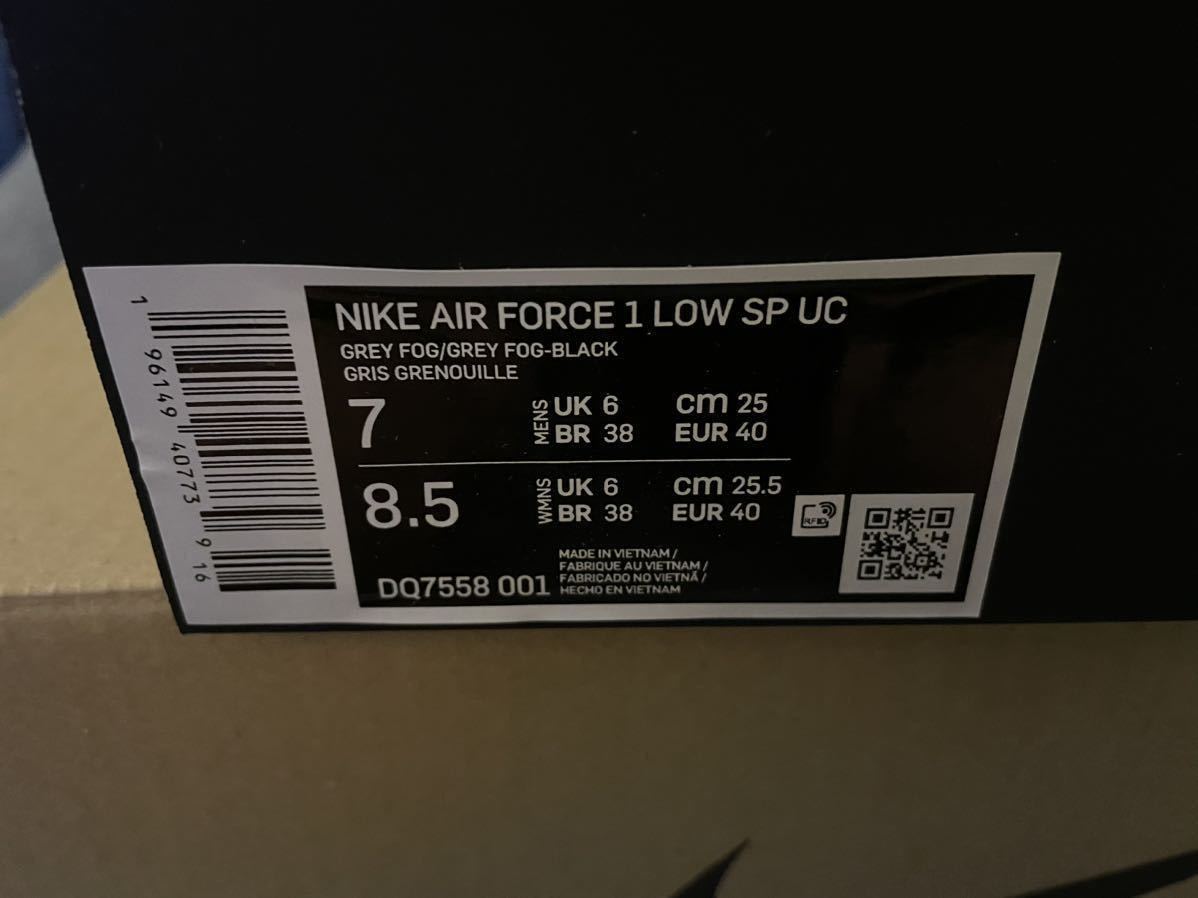 NIKE AIR FORCE 1 LOW SP UC
GREY FOG/GREY FOG-BLACK
GRIS GRENOUILLE
7
MENS
UK 6 cm 25
BR 38 EUR 40
8.5
WMNS
UK 6 cm 25.5
BR 38 EUR 40
RFID
DQ7558 001
MADE IN VIETNAM /
FABRIQUE AU VIETNAM /
FABRICADO NO VIETNÃ /
HECHO EN VIETNAM
1 96149 40773 9 16